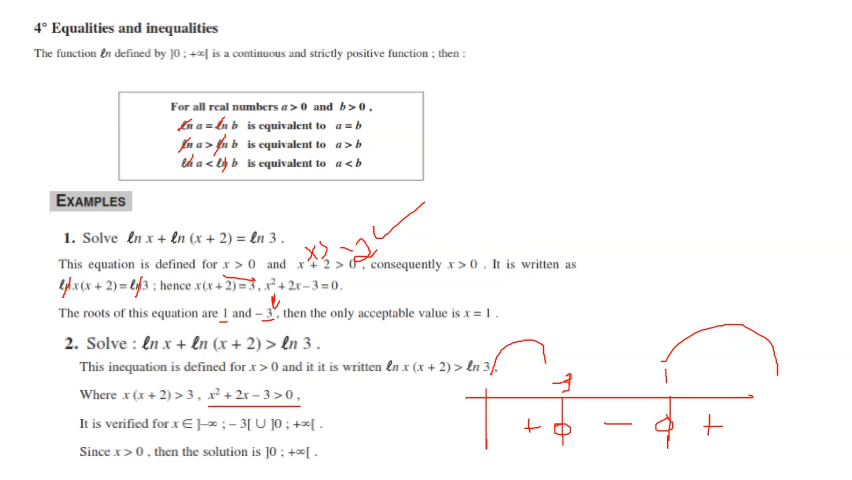 4° Equalities and inequalities
The function ℓn defined by ]0 ; +∞[ is a continuous and strictly positive function ; then :
For all real numbers a > 0 and b > 0 ,
ℓn a = ℓn b is equivalent to a = b
ℓn a > ℓn b is equivalent to a > b
ℓn a < ℓn b is equivalent to a < b
EXAMPLES
1. Solve ℓn x + ℓn (x + 2) = ℓn 3 .
x > -2
This equation is defined for x > 0 and x + 2 > 0 , consequently x > 0 . It is written as
ℓn x(x + 2) = ℓn 3 ; hence x(x + 2) = 3, x² + 2x – 3 = 0.
The roots of this equation are 1 and – 3 , then the only acceptable value is x = 1 .
2. Solve : ℓn x + ℓn (x + 2) > ℓn 3 .
This inequation is defined for x > 0 and it it is written ℓn x (x + 2) > ℓn 3 ,
Where x (x + 2) > 3 , x² + 2x – 3 > 0 ,
It is verified for x ∈ ]–∞ ; – 3[ ∪ ]0 ; +∞[ .
Since x > 0 , then the solution is ]0 ; +∞[ .
-3 1
+ 0 - 0 +